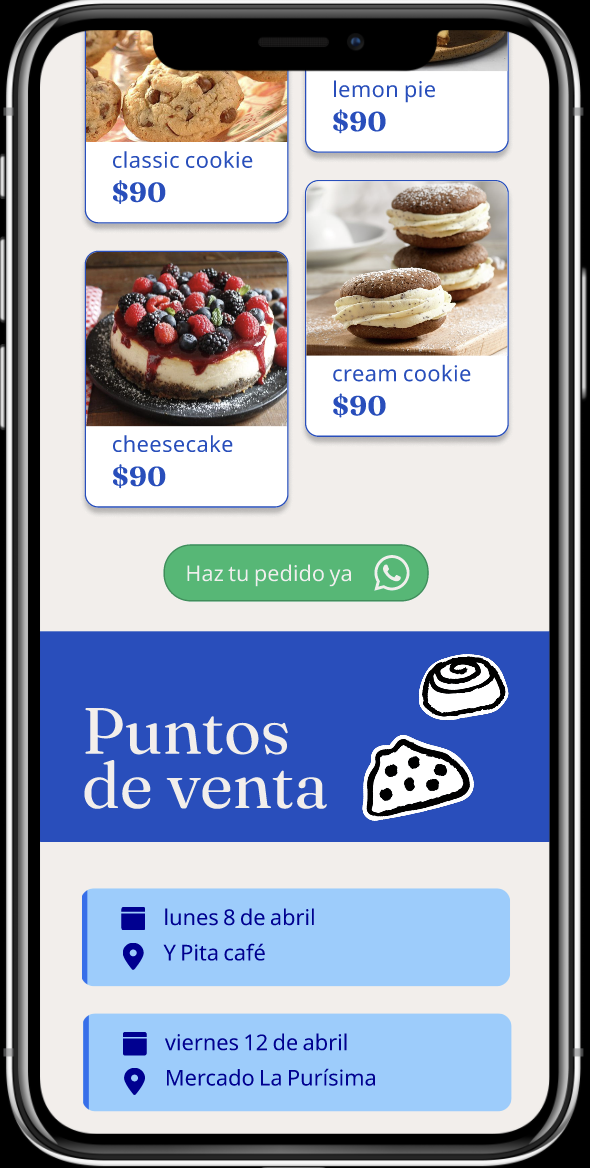 lemon pie
$90
classic cookie
$90
cream cookie
$90
cheesecake
$90
Haz tu pedido ya
Puntos
de venta
lunes 8 de abril
Y Pita café
viernes 12 de abril
Mercado La Purísima